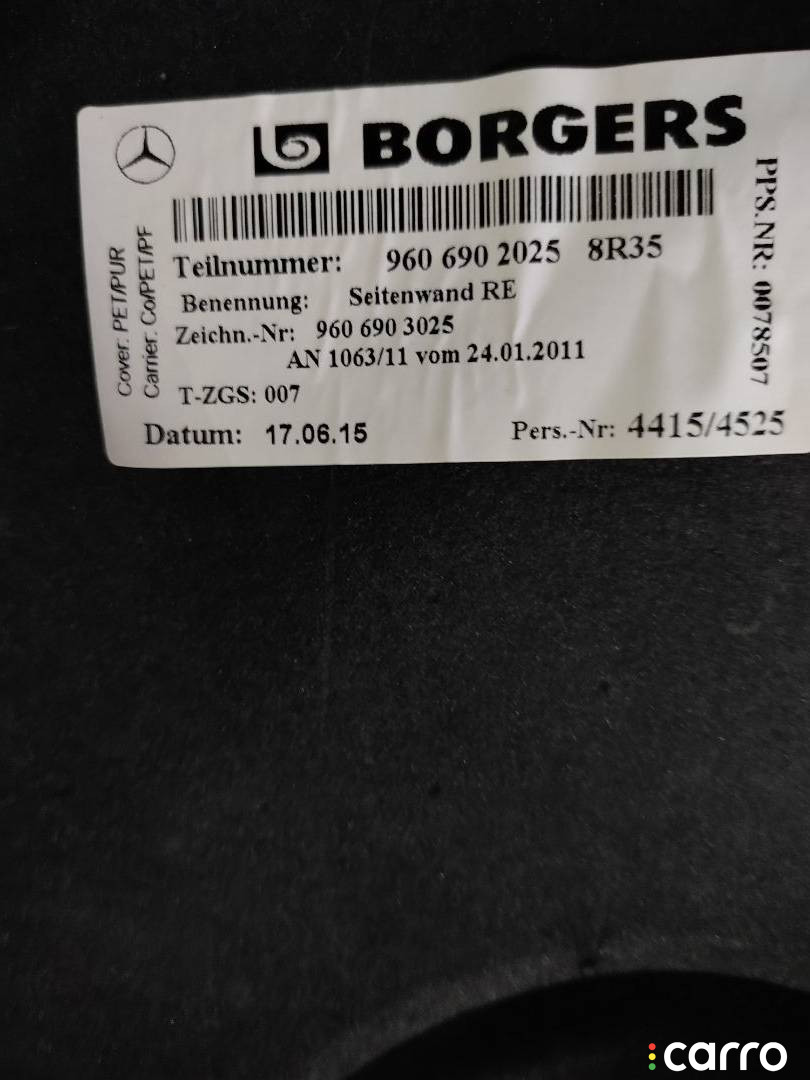 BORGERS
Teilnummer: 960 690 2025 8R35
Benennung: Seitenwand RE
Zeichn.-Nr: 960 690 3025
AN 1063/11 vom 24.01.2011
T-ZGS: 007
Datum: 17.06.15 Pers.-Nr: 4415/4525
Cover: PET/PUR
Carrier: Co/PET/PF
PPS.NR: 0078507
carro